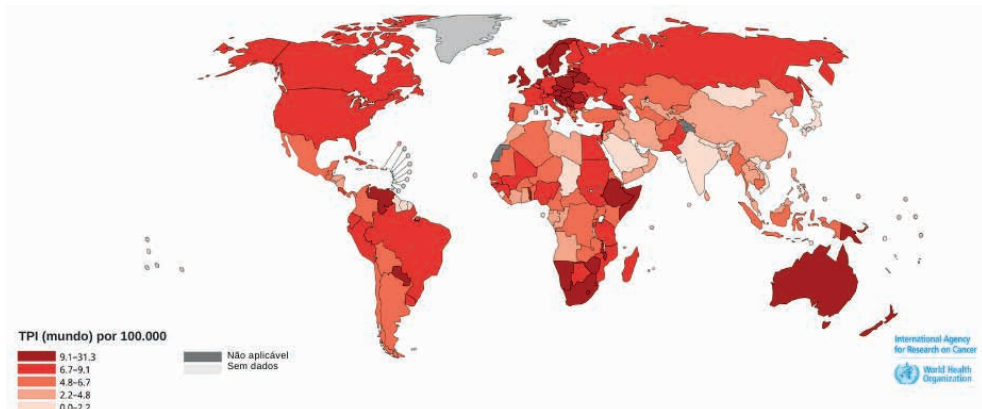 TPI (mundo) por 100.000
9.1–31.3
6.7–9.1
4.8–6.7
2.2–4.8
0.0–2.2
Não aplicável
Sem dados
International Agency
for Research on Cancer
World Health
Organization